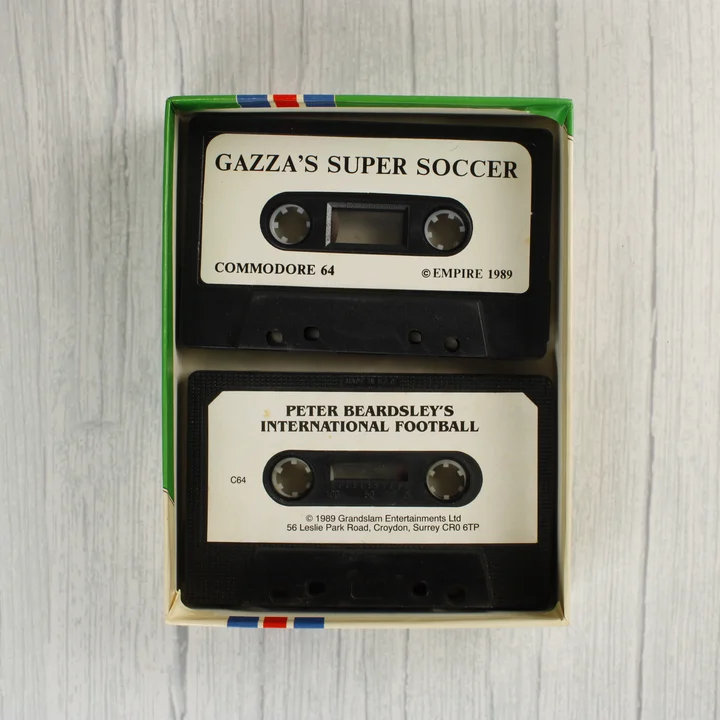 GAZZA'S SUPER SOCCER
COMMODORE 64
© EMPIRE 1989
PETER BEARDSLEY'S
INTERNATIONAL FOOTBALL
C64
© 1989 Grandslam Entertainments Ltd
56 Leslie Park Road, Croydon, Surrey CR0 6TP